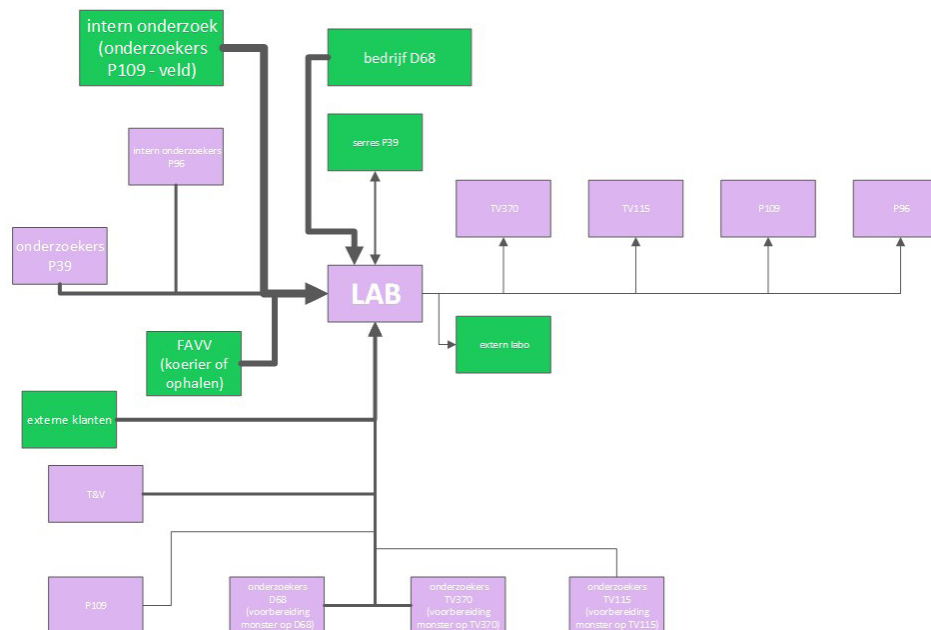 intern onderzoek
(onderzoekers
P109 - veld)
bedrijf D68
serres P39
intern onderzoekers
P96
TV370
TV115
P109
P96
onderzoekers
P39
LAB
FAVV
(koerier of
ophalen)
extern labo
externe klanten
T&V
P109
onderzoekers
D68
(voorbereiding
monster op D68)
onderzoekers
TV370
(voorbereiding
monster op TV370)
onderzoekers
TV115
(voorbereiding
monster op TV115)